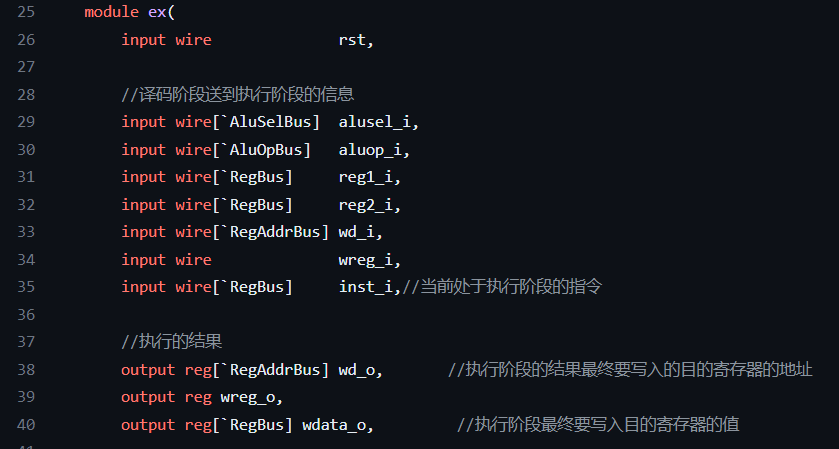 25 module ex(
26 input wire rst,
27
28 //译码阶段送到执行阶段的信息
29 input wire[`AluSelBus] alusel_i,
30 input wire[`AluOpBus] aluop_i,
31 input wire[`RegBus] reg1_i,
32 input wire[`RegBus] reg2_i,
33 input wire[`RegAddrBus] wd_i,
34 input wire wreg_i,
35 input wire[`RegBus] inst_i,//当前处于执行阶段的指令
36
37 //执行的结果
38 output reg[`RegAddrBus] wd_o, //执行阶段的结果最终要写入的目的寄存器的地址
39 output reg wreg_o,
40 output reg[`RegBus] wdata_o, //执行阶段最终要写入目的寄存器的值